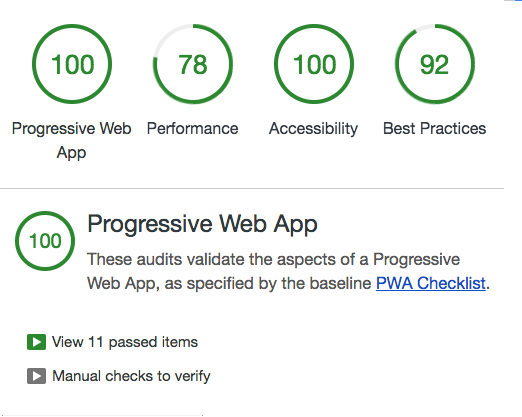 100 78 100 92
Progressive Web Performance Accessibility Best Practices
App
100
Progressive Web App
These audits validate the aspects of a Progressive
Web App, as specified by the baseline PWA Checklist.
View 11 passed items
Manual checks to verify